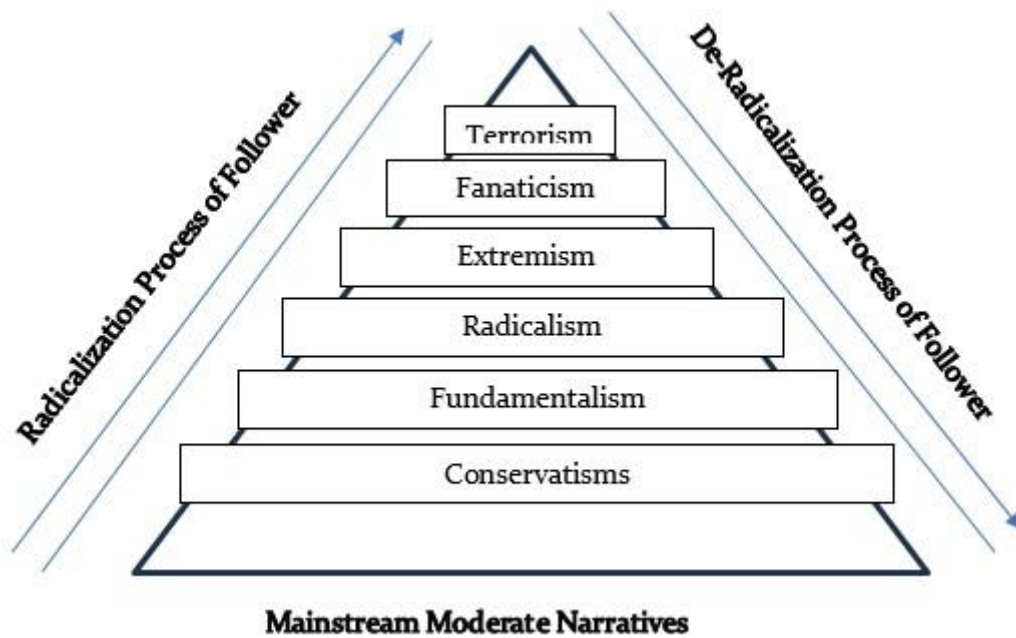 Radicalization Process of Follower
De-Radicalization Process of Follower
Terrorism
Fanaticism
Extremism
Radicalism
Fundamentalism
Conservatisms
Mainstream Moderate Narratives